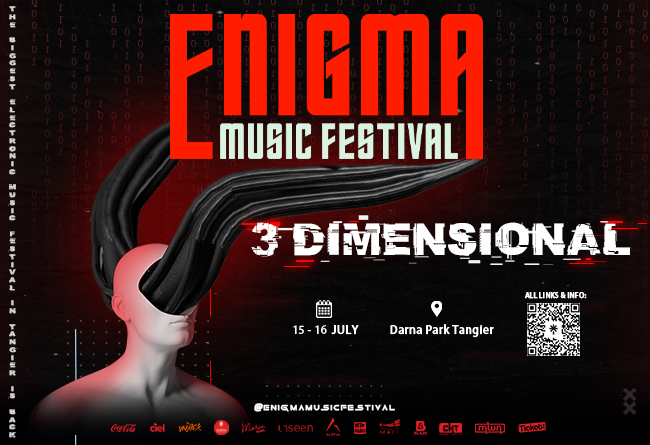 THE BIGGEST ELECTRONIC MUSIC FESTIVAL IN TANGIER IS BACK
ENIGMA
MUSIC FESTIVAL
3 DIMENSIONAL
ALL LINKS & INFO:
15 - 16 JULY
Darna Park Tangier
@ENIGMAMUSICFESTIVAL
Coca-Cola ciel